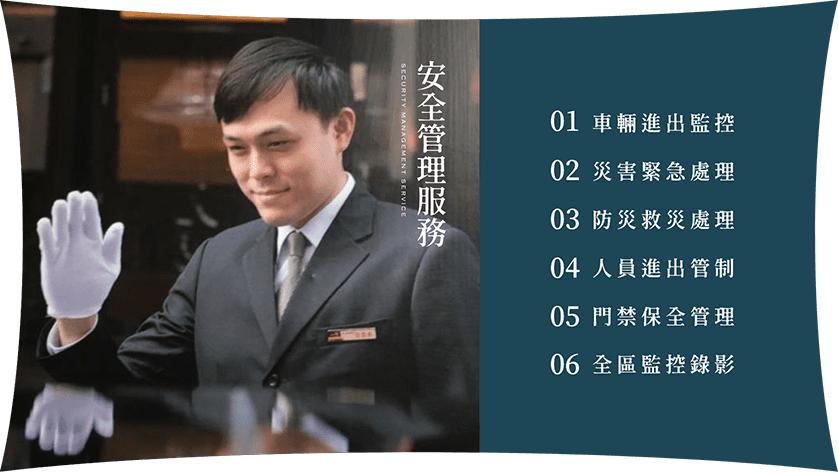 安全管理服務
SECURITY MANAGEMENT SERVICE
01 車輛進出監控
02 災害緊急處理
03 防災救災處理
04 人員進出管制
05 門禁保全管理
06 全區監控錄影